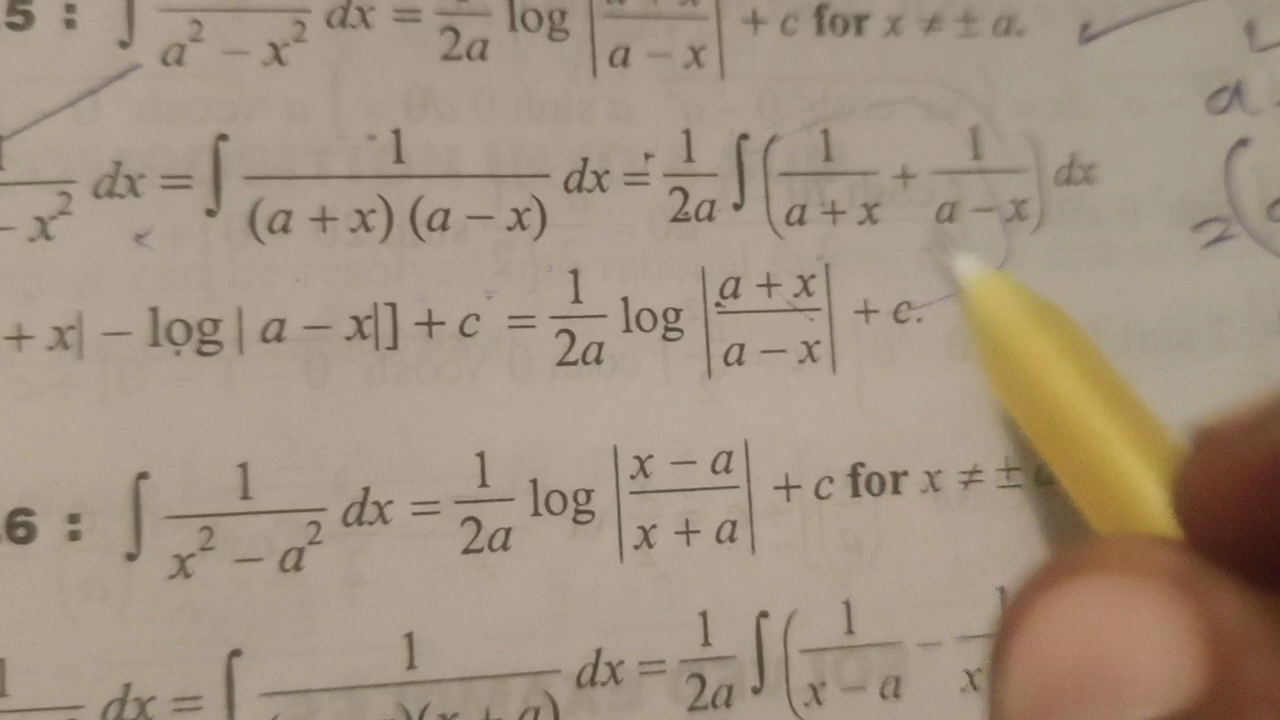 5 : ∫ 1/(a² − x²) dx = 1/2a log |(a + x)/(a − x)| + c for x ≠ ± a.
− x² dx = ∫ 1/((a + x) (a − x)) dx = 1/2a ∫ (1/(a + x) + 1/(a − x)) dx
+ x| − log | a − x|] + c = 1/2a log |(a + x)/(a − x)| + c.
.6 : ∫ 1/(x² − a²) dx = 1/2a log |(x − a)/(x + a)| + c for x ≠ ±
dx = ∫ 1/()(x + a) dx = 1/2a ∫ (1/(x − a) − 1/x